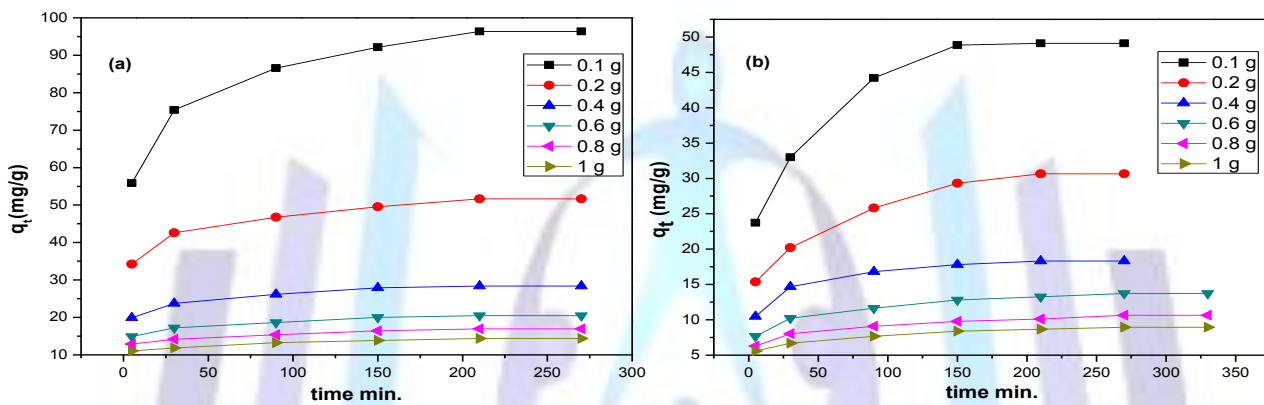 (a)
100
90
80
70
60
50
40
30
20
10
q_t(mg/g)
0 50 100 150 200 250 300
time min.
0.1 g
0.2 g
0.4 g
0.6 g
0.8 g
1 g
(b)
50
45
40
35
30
25
20
15
10
5
q_t (mg/g)
0 50 100 150 200 250 300 350
time min.
0.1 g
0.2 g
0.4 g
0.6 g
0.8 g
1 g